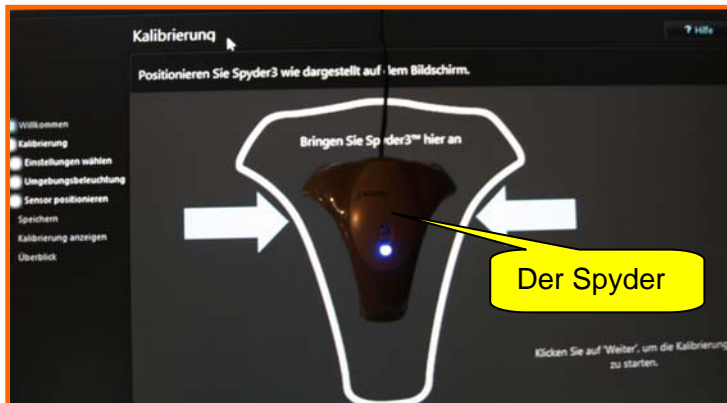 Kalibrierung
? Hilfe
Positionieren Sie Spyder3 wie dargestellt auf dem Bildschirm.
Willkommen
Kalibrierung
Einstellungen wählen
Umgebungsbeleuchtung
Sensor positionieren
Speichern
Kalibrierung anzeigen
Überblick
Bringen Sie Spyder3™ hier an
Der Spyder
Klicken Sie auf 'Weiter', um die Kalibrierung
zu starten.